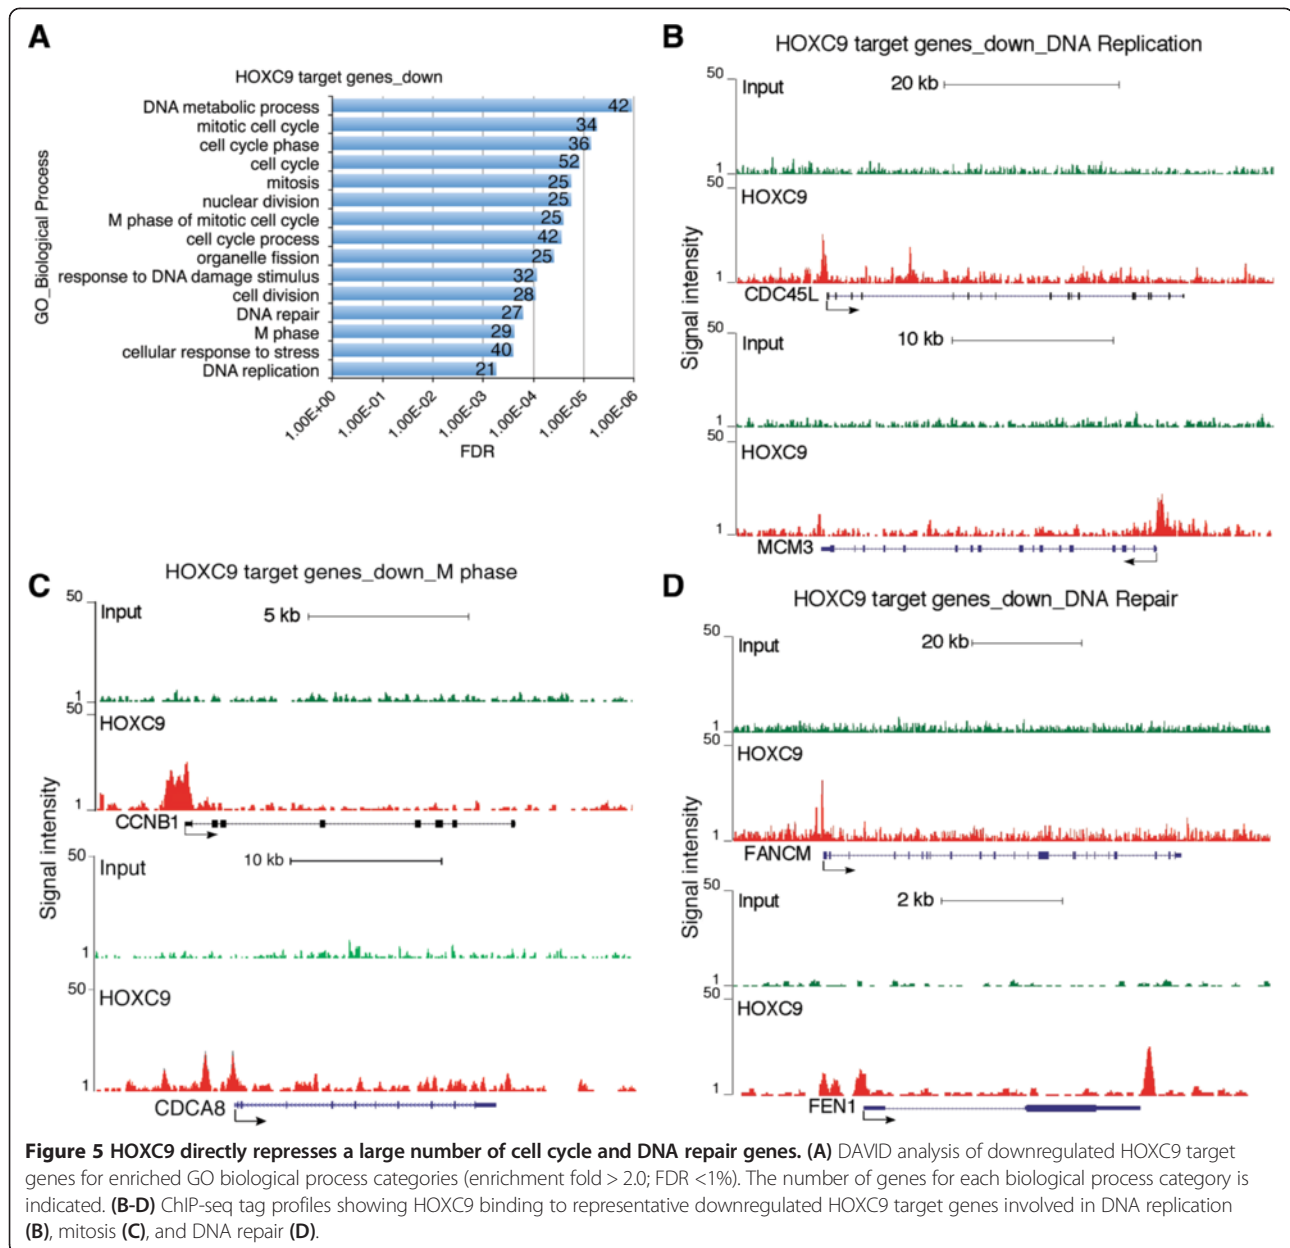 A
HOXC9 target genes_down
GO_Biological Process
DNA metabolic process 42
mitotic cell cycle 34
cell cycle phase 36
cell cycle 52
mitosis 25
nuclear division 25
M phase of mitotic cell cycle 25
cell cycle process 42
organelle fission 25
response to DNA damage stimulus 32
cell division 28
DNA repair 27
M phase 29
cellular response to stress 40
DNA replication 21
1.00E+00 1.00E-01 1.00E-02 1.00E-03 1.00E-04 1.00E-05 1.00E-06
FDR
B
HOXC9 target genes_down_DNA Replication
Signal intensity
50
Input
20 kb
1
50
HOXC9
1
CDC45L
50
Input
10 kb
1
50
HOXC9
1
MCM3
C
HOXC9 target genes_down_M phase
Signal intensity
50
Input
5 kb
1
50
HOXC9
1
CCNB1
50
Input
10 kb
1
50
HOXC9
1
CDCA8
D
HOXC9 target genes_down_DNA Repair
Signal intensity
50
Input
20 kb
1
50
HOXC9
1
FANCM
50
Input
2 kb
1
50
HOXC9
1
FEN1
Figure 5 HOXC9 directly represses a large number of cell cycle and DNA repair genes. (A) DAVID analysis of downregulated HOXC9 target
genes for enriched GO biological process categories (enrichment fold > 2.0; FDR <1%). The number of genes for each biological process category is
indicated. (B-D) ChIP-seq tag profiles showing HOXC9 binding to representative downregulated HOXC9 target genes involved in DNA replication
(B), mitosis (C), and DNA repair (D).